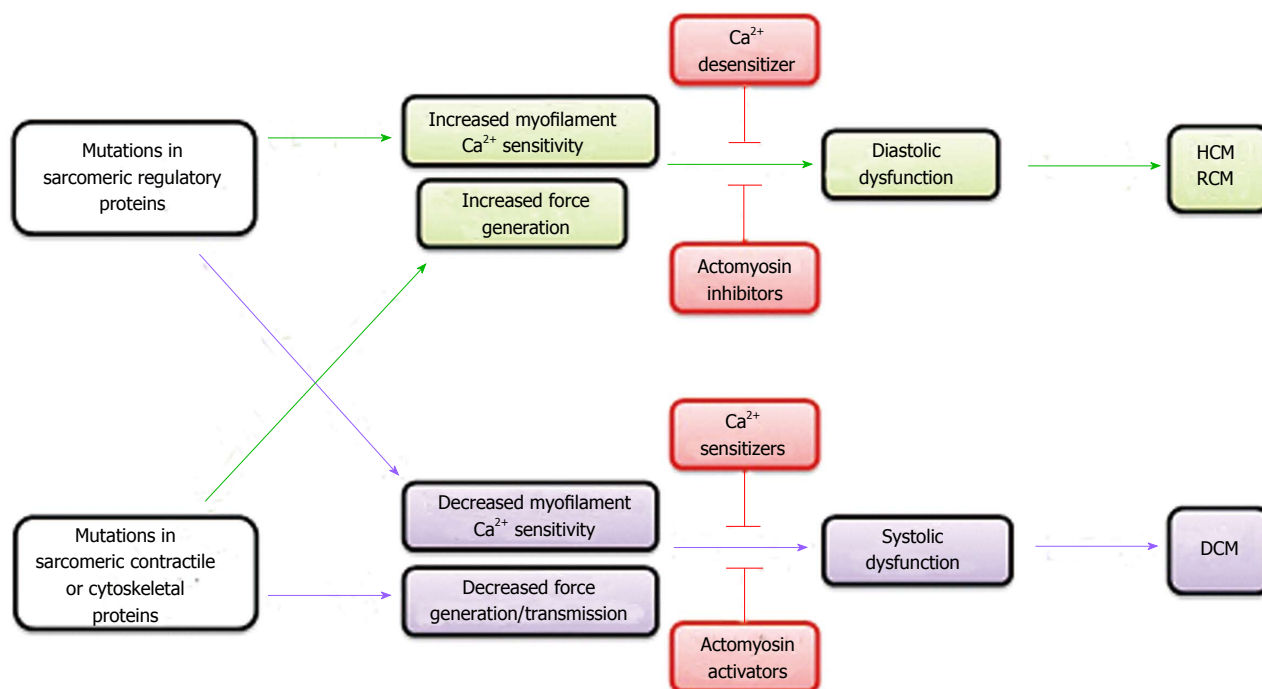 Ca²⁺
desensitizer
Mutations in
sarcomeric regulatory
proteins
Increased myofilament
Ca²⁺ sensitivity
Increased force
generation
Diastolic
dysfunction
HCM
RCM
Actomyosin
inhibitors
Ca²⁺
sensitizers
Mutations in
sarcomeric contractile
or cytoskeletal
proteins
Decreased myofilament
Ca²⁺ sensitivity
Decreased force
generation/transmission
Systolic
dysfunction
DCM
Actomyosin
activators